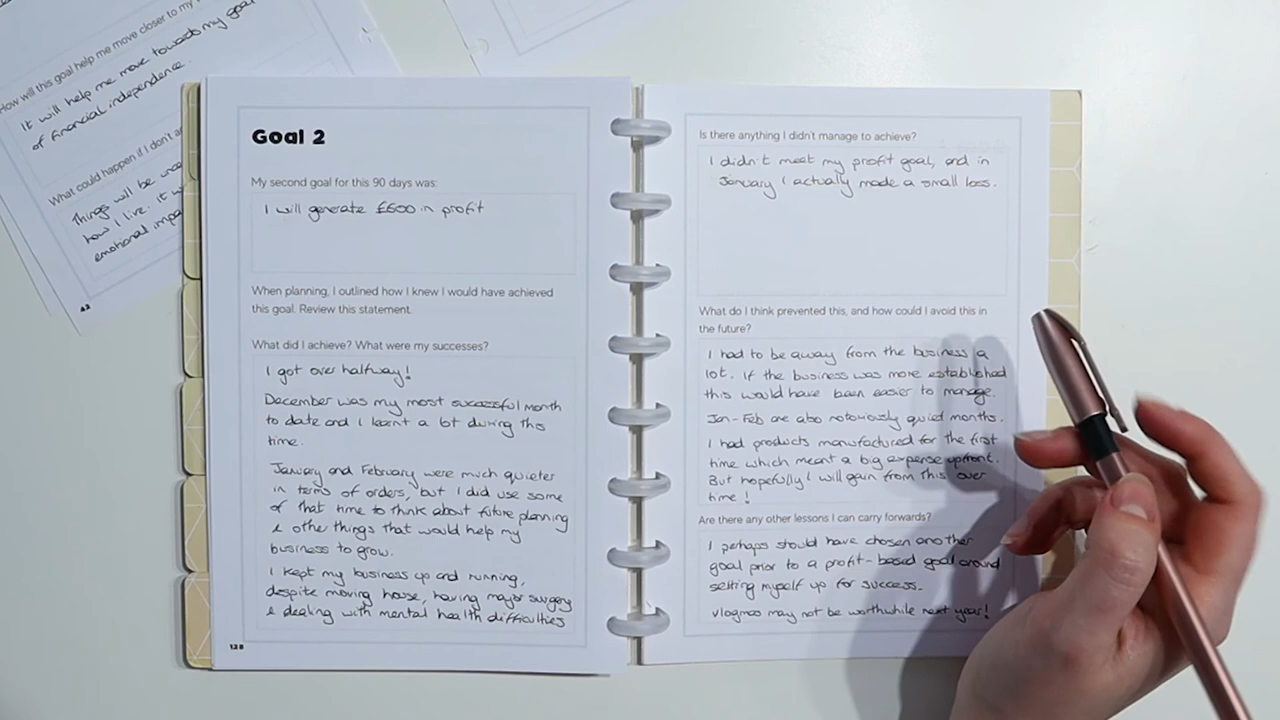 How will this goal help me move closer to my
It will help me move towards my goal
of financial independence.
What could happen if I don't
Things will be
how I live. It
emotional
42
Goal 2
My second goal for this 90 days was:
I will generate £600 in profit
When planning, I outlined how I knew I would have achieved
this goal. Review this statement.
What did I achieve? What were my successes?
I got over halfway!
December was my most successful month
to date and I learnt a lot during this
time.
January and February were much quieter
in terms of orders, but I did use some
of that time to think about future planning
& other things that would help my
business to grow.
I kept my business up and running,
despite moving house, having major surgery
& dealing with mental health difficulties
128
Is there anything I didn't manage to achieve?
I didn't meet my profit goal, and in
January I actually made a small loss.
What do I think prevented this, and how could I avoid this in
the future?
I had to be away from the business a
lot. If the business was more established
this would have been easier to manage.
Jan-Feb are also notoriously quiet months.
I had products manufactured for the first
time which meant a big expense upfront.
But hopefully I will gain from this over
time!
Are there any other lessons I can carry forwards?
I perhaps should have chosen another
goal prior to a profit-based goal around
setting myself up for success.
Vlogmas may not be worthwhile next year!